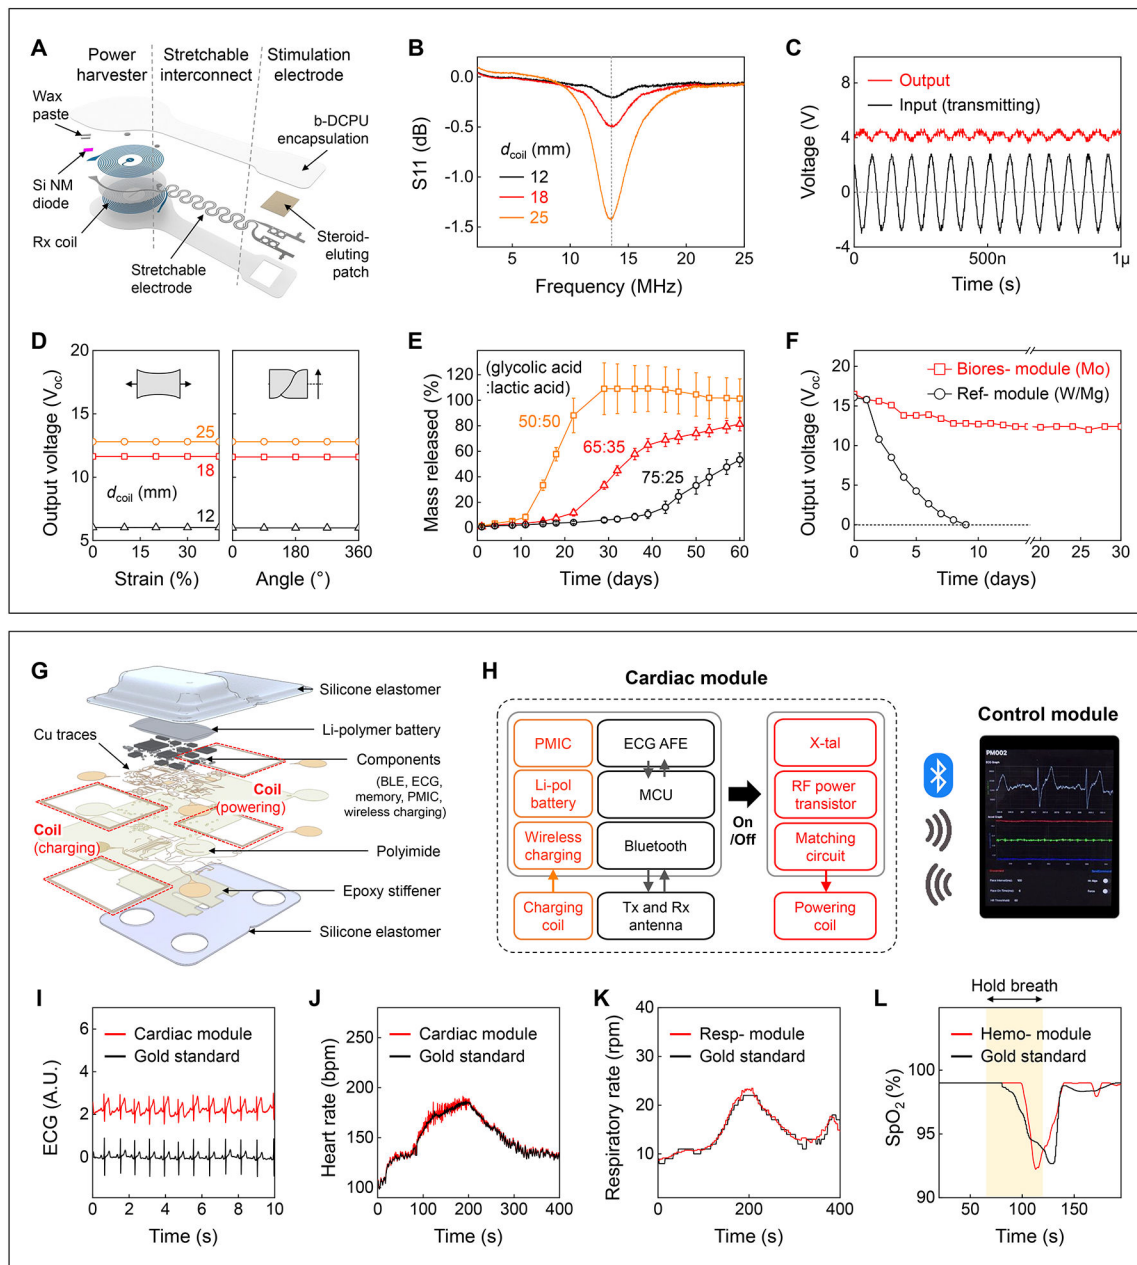 A
Power
harvester
Stretchable
interconnect
Stimulation
electrode
Wax
paste
b-DCPU
encapsulation
Si NM
diode
Rx coil
Stretchable
electrode
Steroid-
eluting
patch
B
0.0
-0.5
-1.0
-1.5
S11 (dB)
dcoil (mm)
12
18
25
5 10 15 20 25
Frequency (MHz)
C
8
4
0
-4
Voltage (V)
Output
Input (transmitting)
500n 1µ
Time (s)
D
20
15
10
5
Output voltage (Voc)
25
18
dcoil (mm)
12
0 15 30
Strain (%)
0 180 360
Angle (°)
E
120
100
80
60
40
20
0
Mass released (%)
(glycolic acid
:lactic acid)
50:50
65:35
75:25
0 10 20 30 40 50 60
Time (days)
F
20
15
10
5
0
Output voltage (Voc)
Biores- module (Mo)
Ref- module (W/Mg)
0 5 10 20 25 30
Time (days)
G
Silicone elastomer
Li-polymer battery
Cu traces
Components
(BLE, ECG,
memory, PMIC,
wireless charging)
Coil
(powering)
Coil
(charging)
Polyimide
Epoxy stiffener
Silicone elastomer
H
Cardiac module
PMIC
ECG AFE
X-tal
Li-pol
battery
MCU
RF power
transistor
On
/Off
Wireless
charging
Bluetooth
Matching
circuit
Charging
coil
Tx and Rx
antenna
Powering
coil
Control module
PM002
I
6
4
2
0
ECG (A.U.)
Cardiac module
Gold standard
0 2 4 6 8 10
Time (s)
J
250
200
150
100
Heart rate (bpm)
Cardiac module
Gold standard
0 100 200 300 400
Time (s)
K
40
30
20
10
Respiratory rate (rpm)
Resp- module
Gold standard
0 200 400
Time (s)
L
Hold breath
Hemo- module
Gold standard
99
95
90
SpO2 (%)
50 100 150
Time (s)